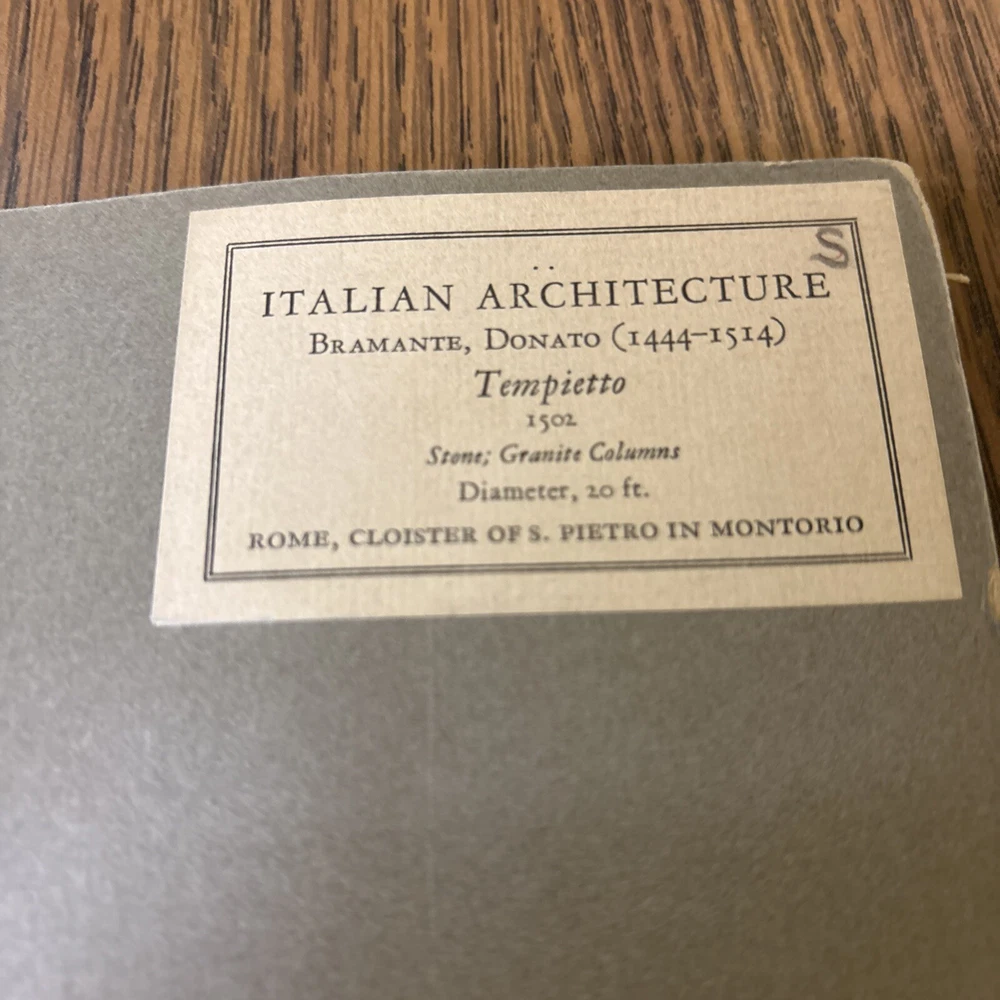 S
ITALIAN ARCHITECTURE
BRAMANTE, DONATO (1444–1514)
Tempietto
1502
Stone; Granite Columns
Diameter, 20 ft.
ROME, CLOISTER OF S. PIETRO IN MONTORIO